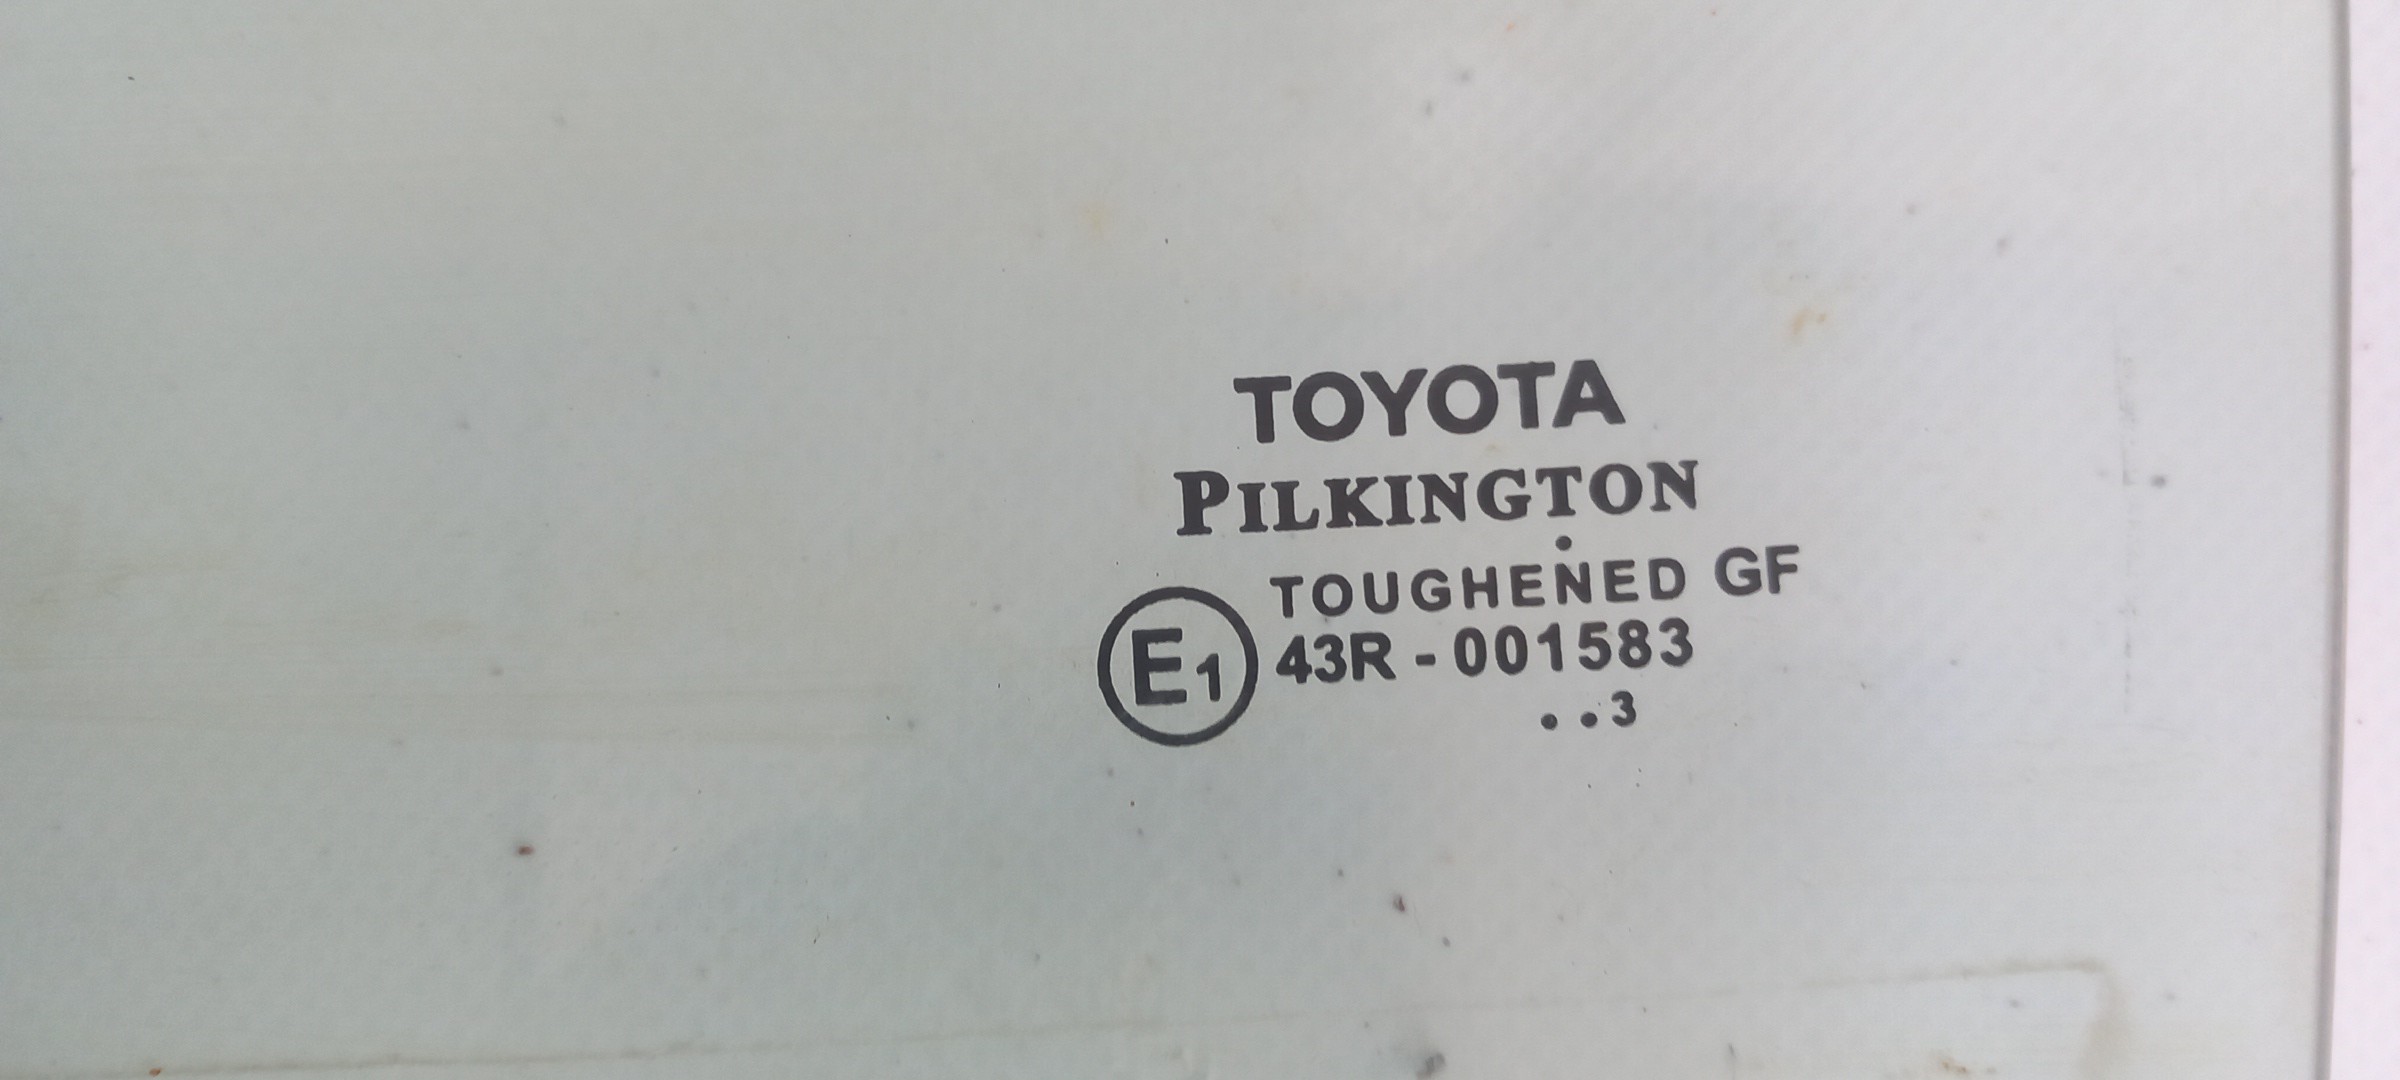 TOYOTA
PILKINGTON
TOUGHENED GF
E1 43R - 001583
..3